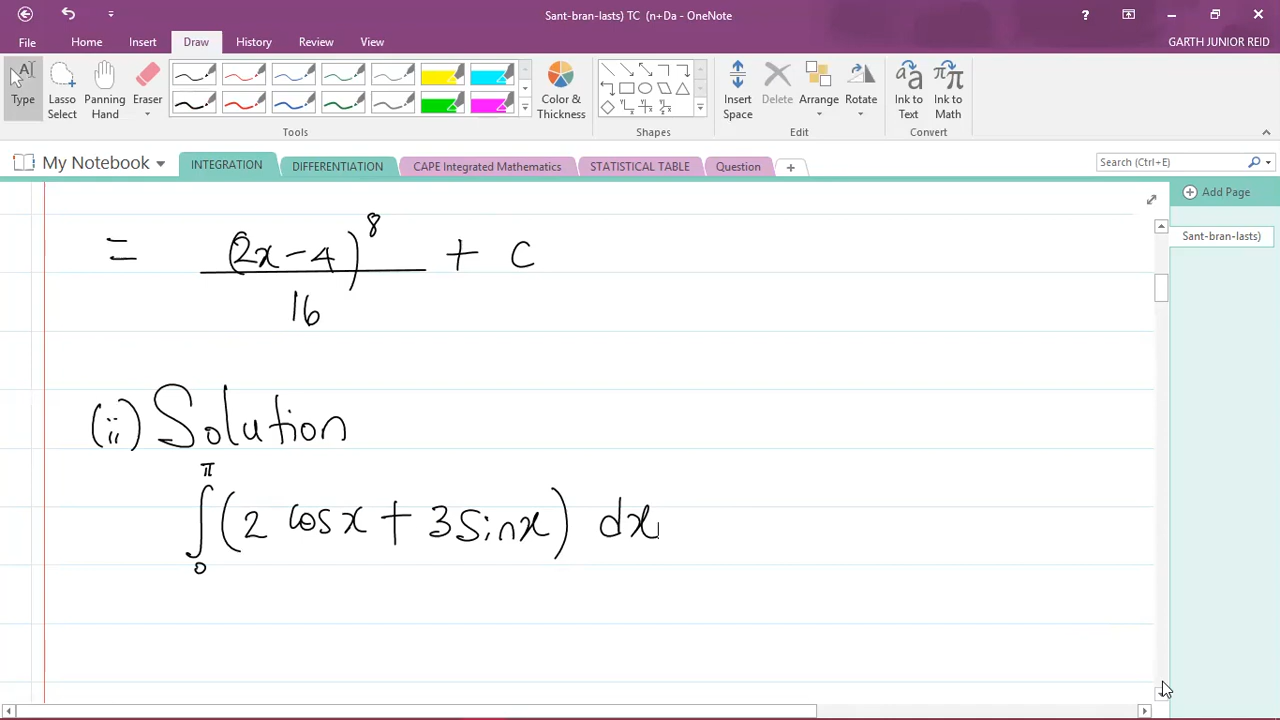 Sant-bran-lasts) TC (n+Da - OneNote
File Home Insert Draw History Review View GARTH JUNIOR REID
Type Lasso Select Panning Hand Eraser Color & Thickness Insert Space Delete Arrange Rotate Ink to Text Ink to Math
Tools Shapes Edit Convert
My Notebook INTEGRATION DIFFERENTIATION CAPE Integrated Mathematics STATISTICAL TABLE Question + Search (Ctrl+E)
Add Page
Sant-bran-lasts)
= (2x-4)^8 / 16 + C
(ii) Solution
∫_0^π (2 cosx + 3sinx) dx